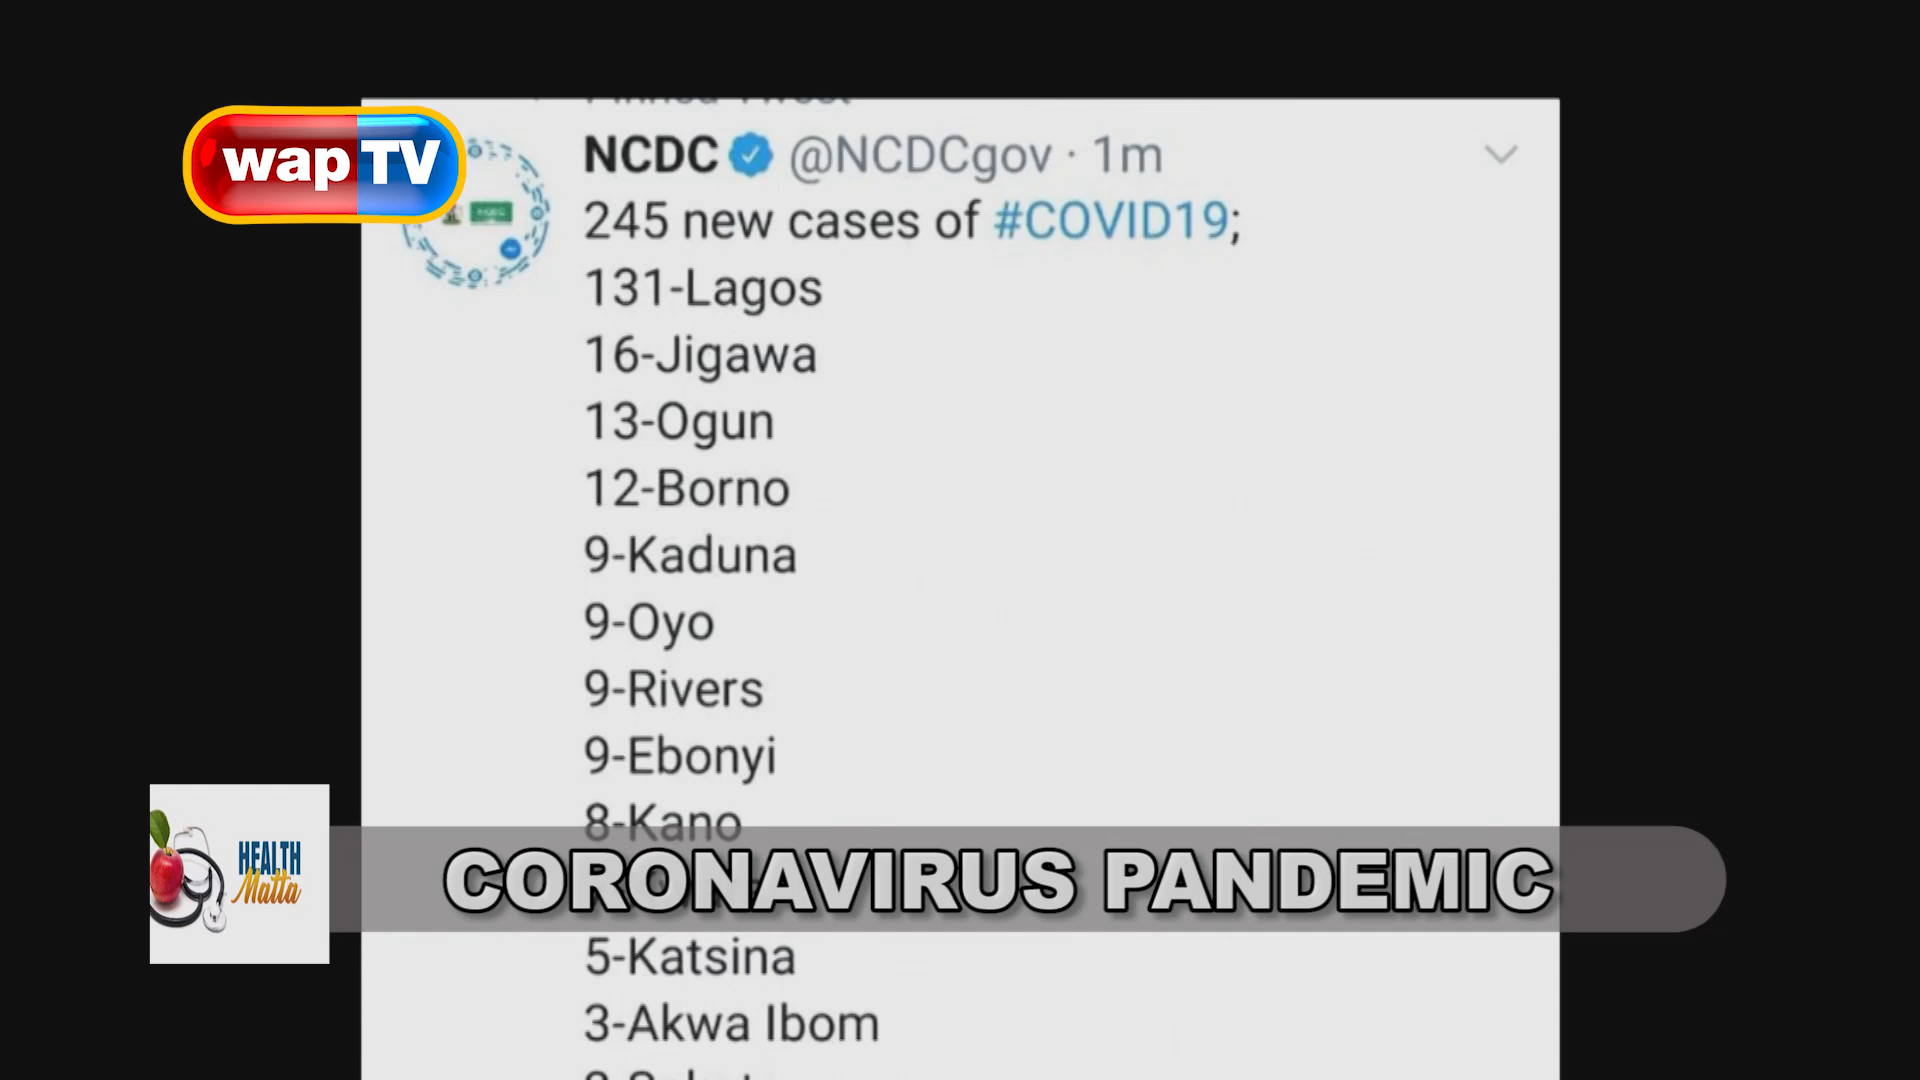 wap TV
NCDC @NCDCgov · 1m
245 new cases of #COVID19;
131-Lagos
16-Jigawa
13-Ogun
12-Borno
9-Kaduna
9-Oyo
9-Rivers
9-Ebonyi
8-Kano
HEALTH
Matta
CORONAVIRUS PANDEMIC
5-Katsina
3-Akwa Ibom